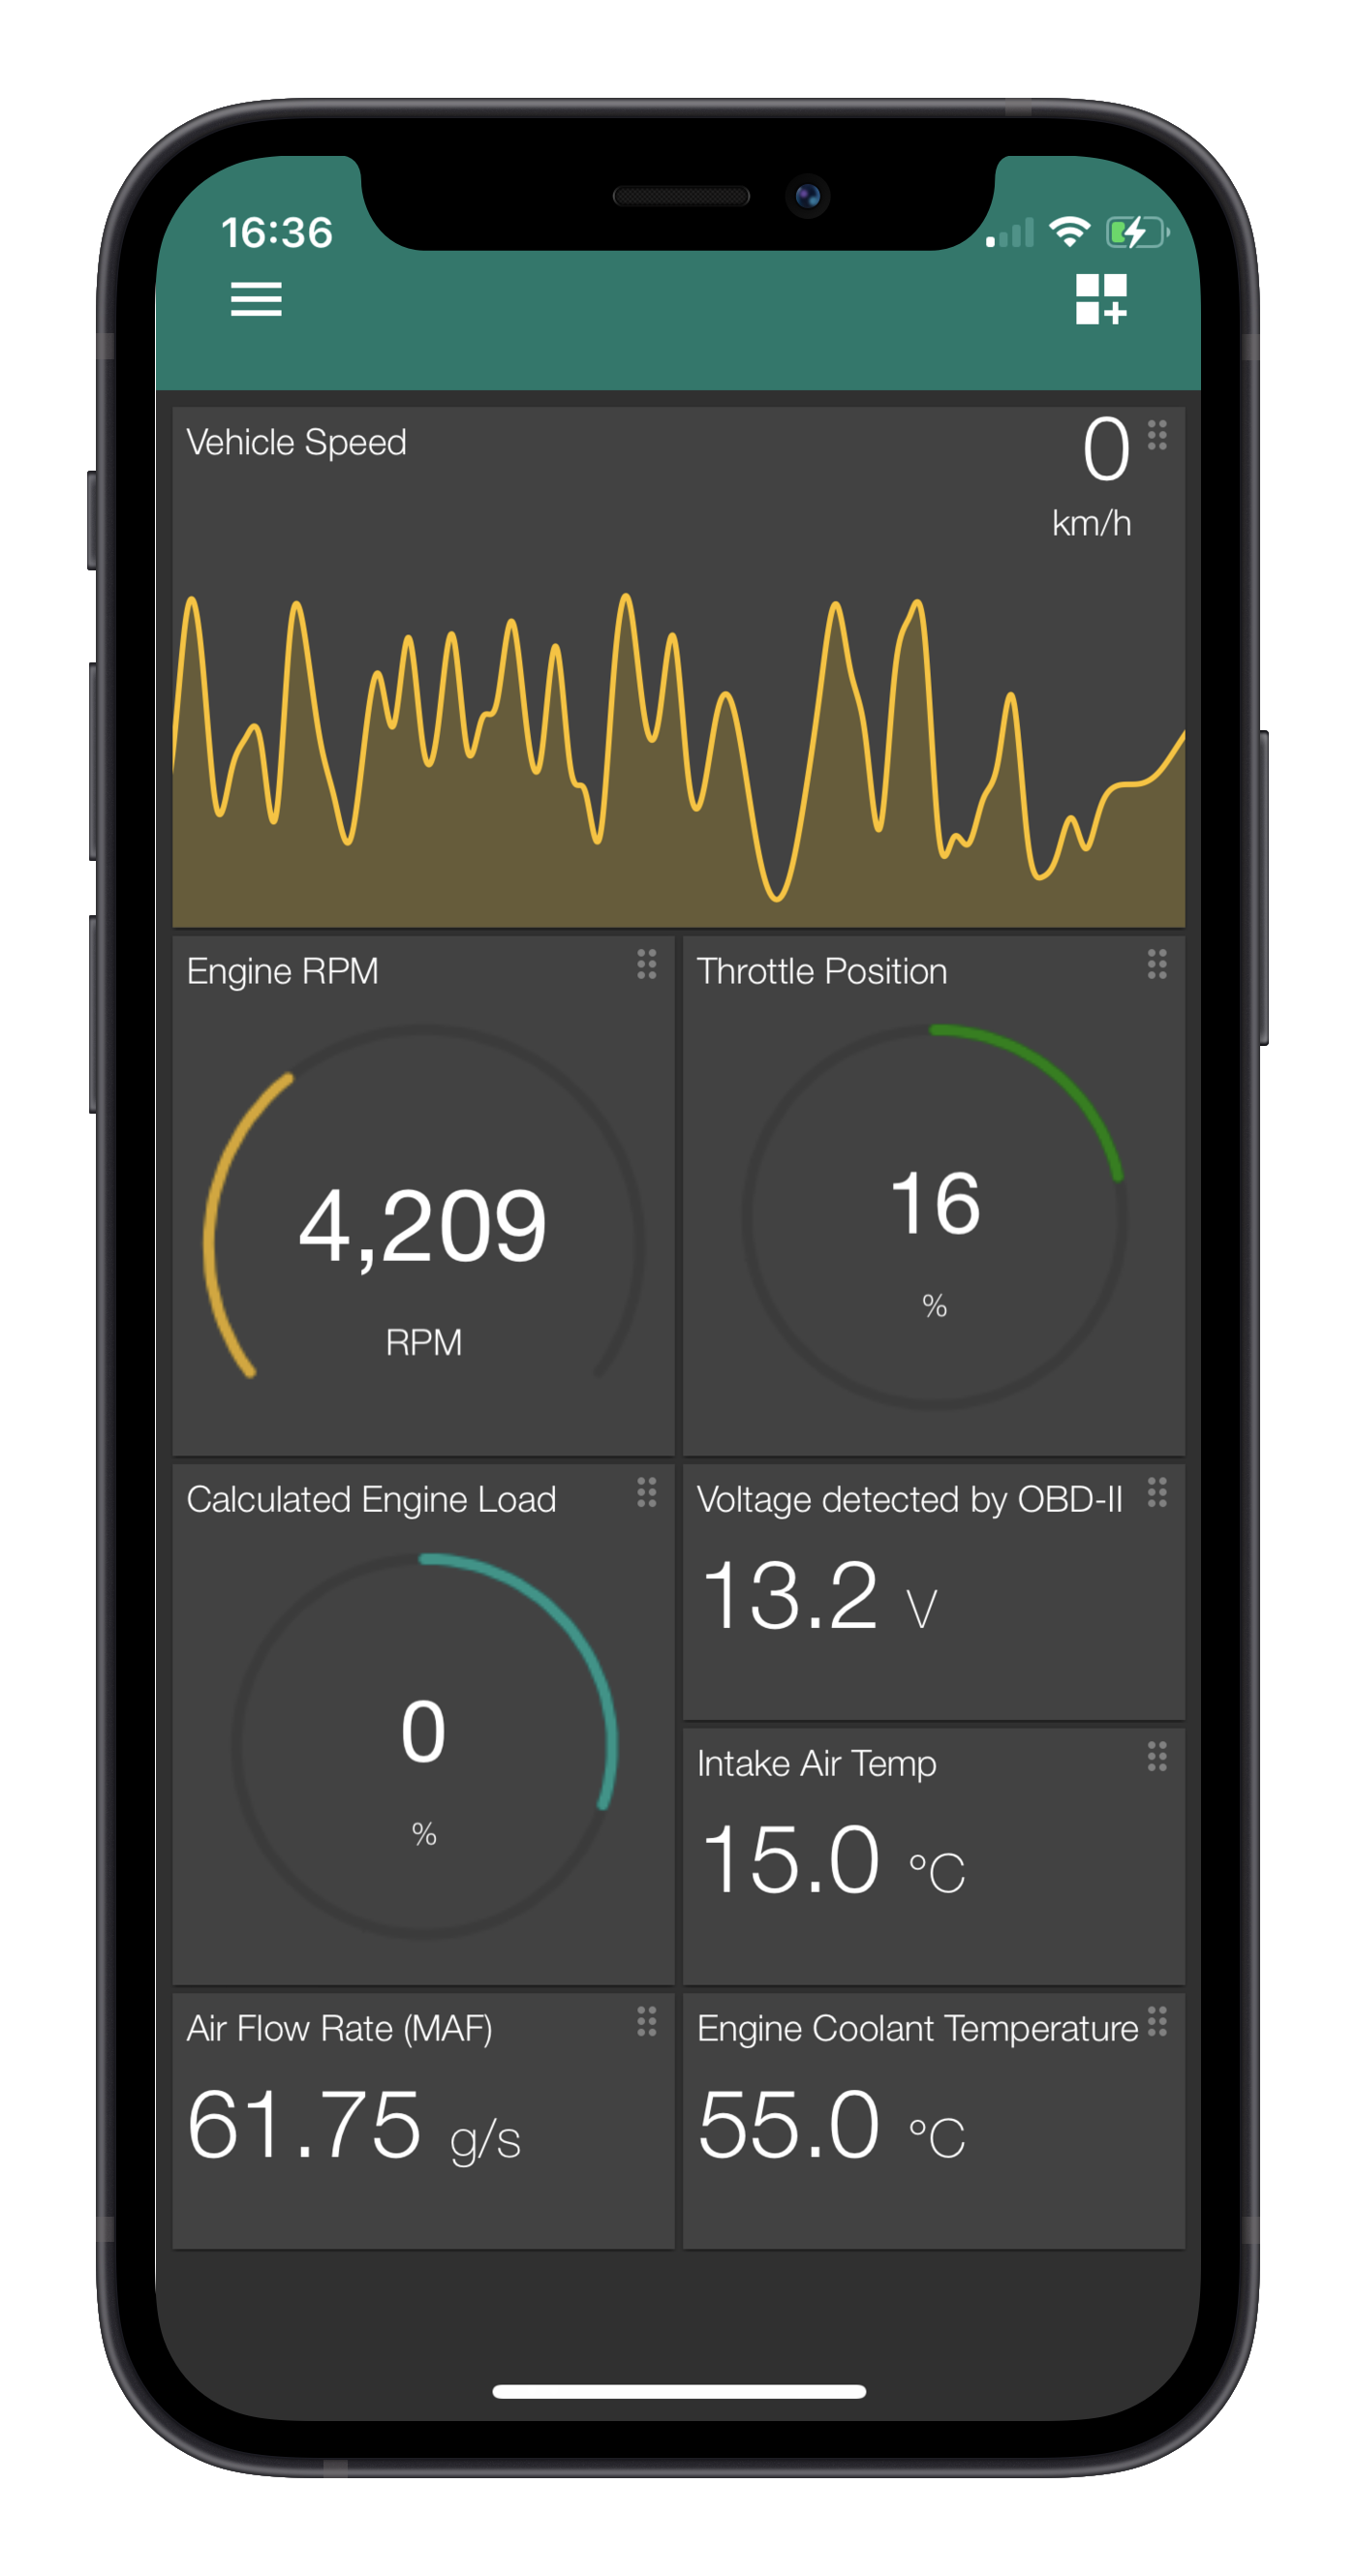 16:36
Vehicle Speed
0
km/h
Engine RPM
4,209
RPM
Throttle Position
16
%
Calculated Engine Load
0
%
Voltage detected by OBD-II
13.2 V
Intake Air Temp
15.0 °C
Air Flow Rate (MAF)
61.75 g/s
Engine Coolant Temperature
55.0 °C